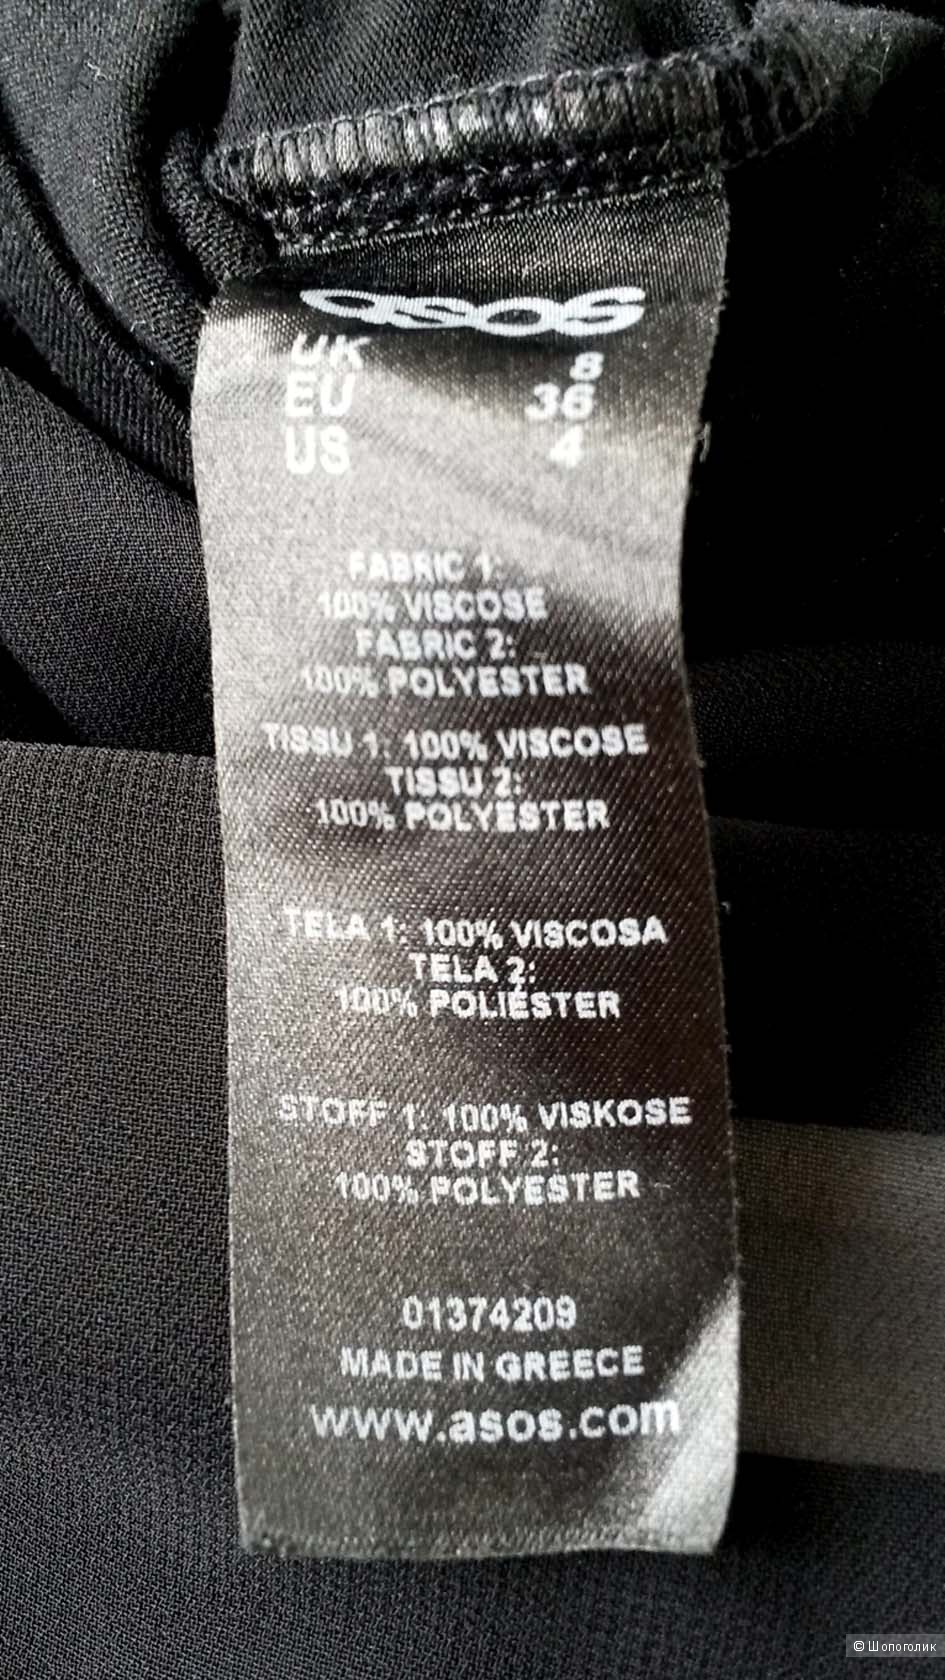 asos
UK 8
EU 36
US 4
FABRIC 1:
100% VISCOSE
FABRIC 2:
100% POLYESTER
TISSU 1: 100% VISCOSE
TISSU 2:
100% POLYESTER
TELA 1: 100% VISCOSA
TELA 2:
100% POLIÉSTER
STOFF 1: 100% VISKOSE
STOFF 2:
100% POLYESTER
01374209
MADE IN GREECE
www.asos.com
© Шопоголик